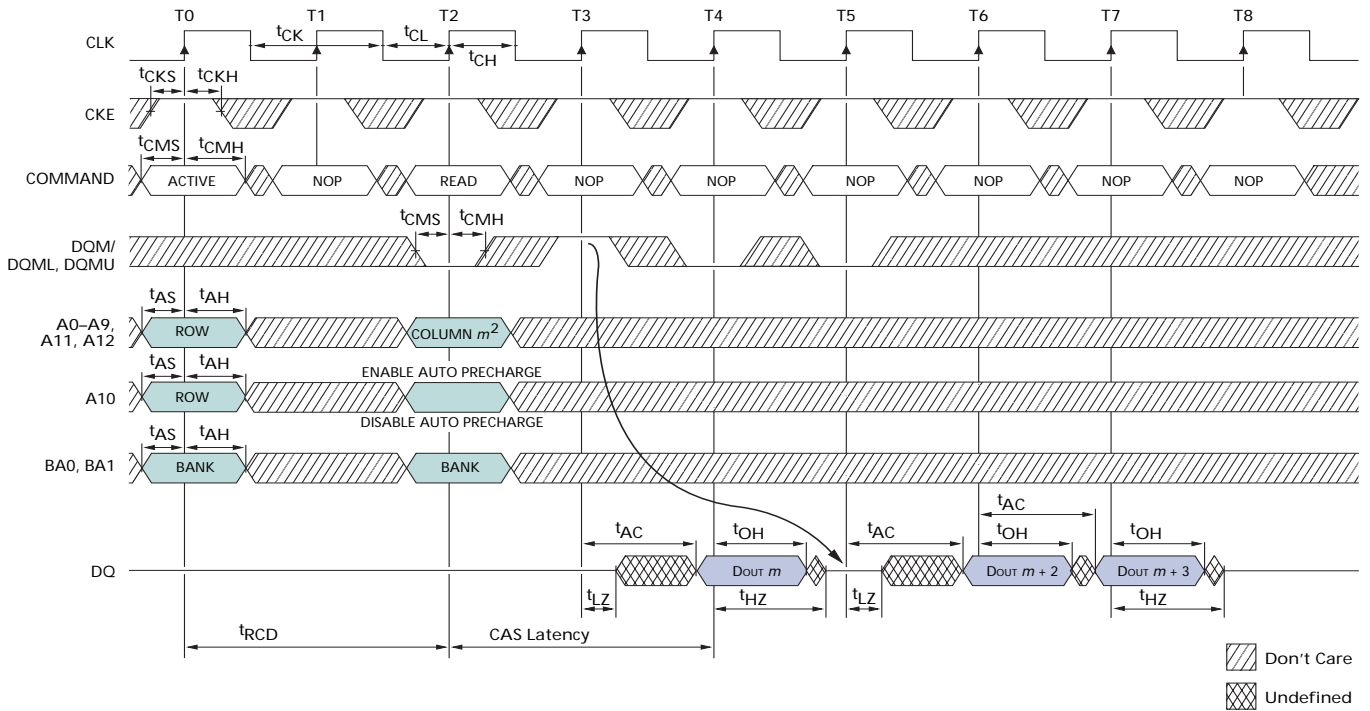 T0 T1 T2 T3 T4 T5 T6 T7 T8
CLK
tCK tCL
tCH
tCKS tCKH
CKE
tCMS tCMH
COMMAND ACTIVE NOP READ NOP NOP NOP NOP NOP NOP
tCMS tCMH
DQM/
DQML, DQMU
tAS tAH
A0–A9,
A11, A12
ROW COLUMN m2
tAS tAH ENABLE AUTO PRECHARGE
A10 ROW
DISABLE AUTO PRECHARGE
tAS tAH
BA0, BA1 BANK BANK
tAC
tAC tOH tAC tOH tOH
DQ DOUT m DOUT m + 2 DOUT m + 3
tLZ tHZ tLZ tHZ
tRCD CAS Latency
Don't Care
Undefined